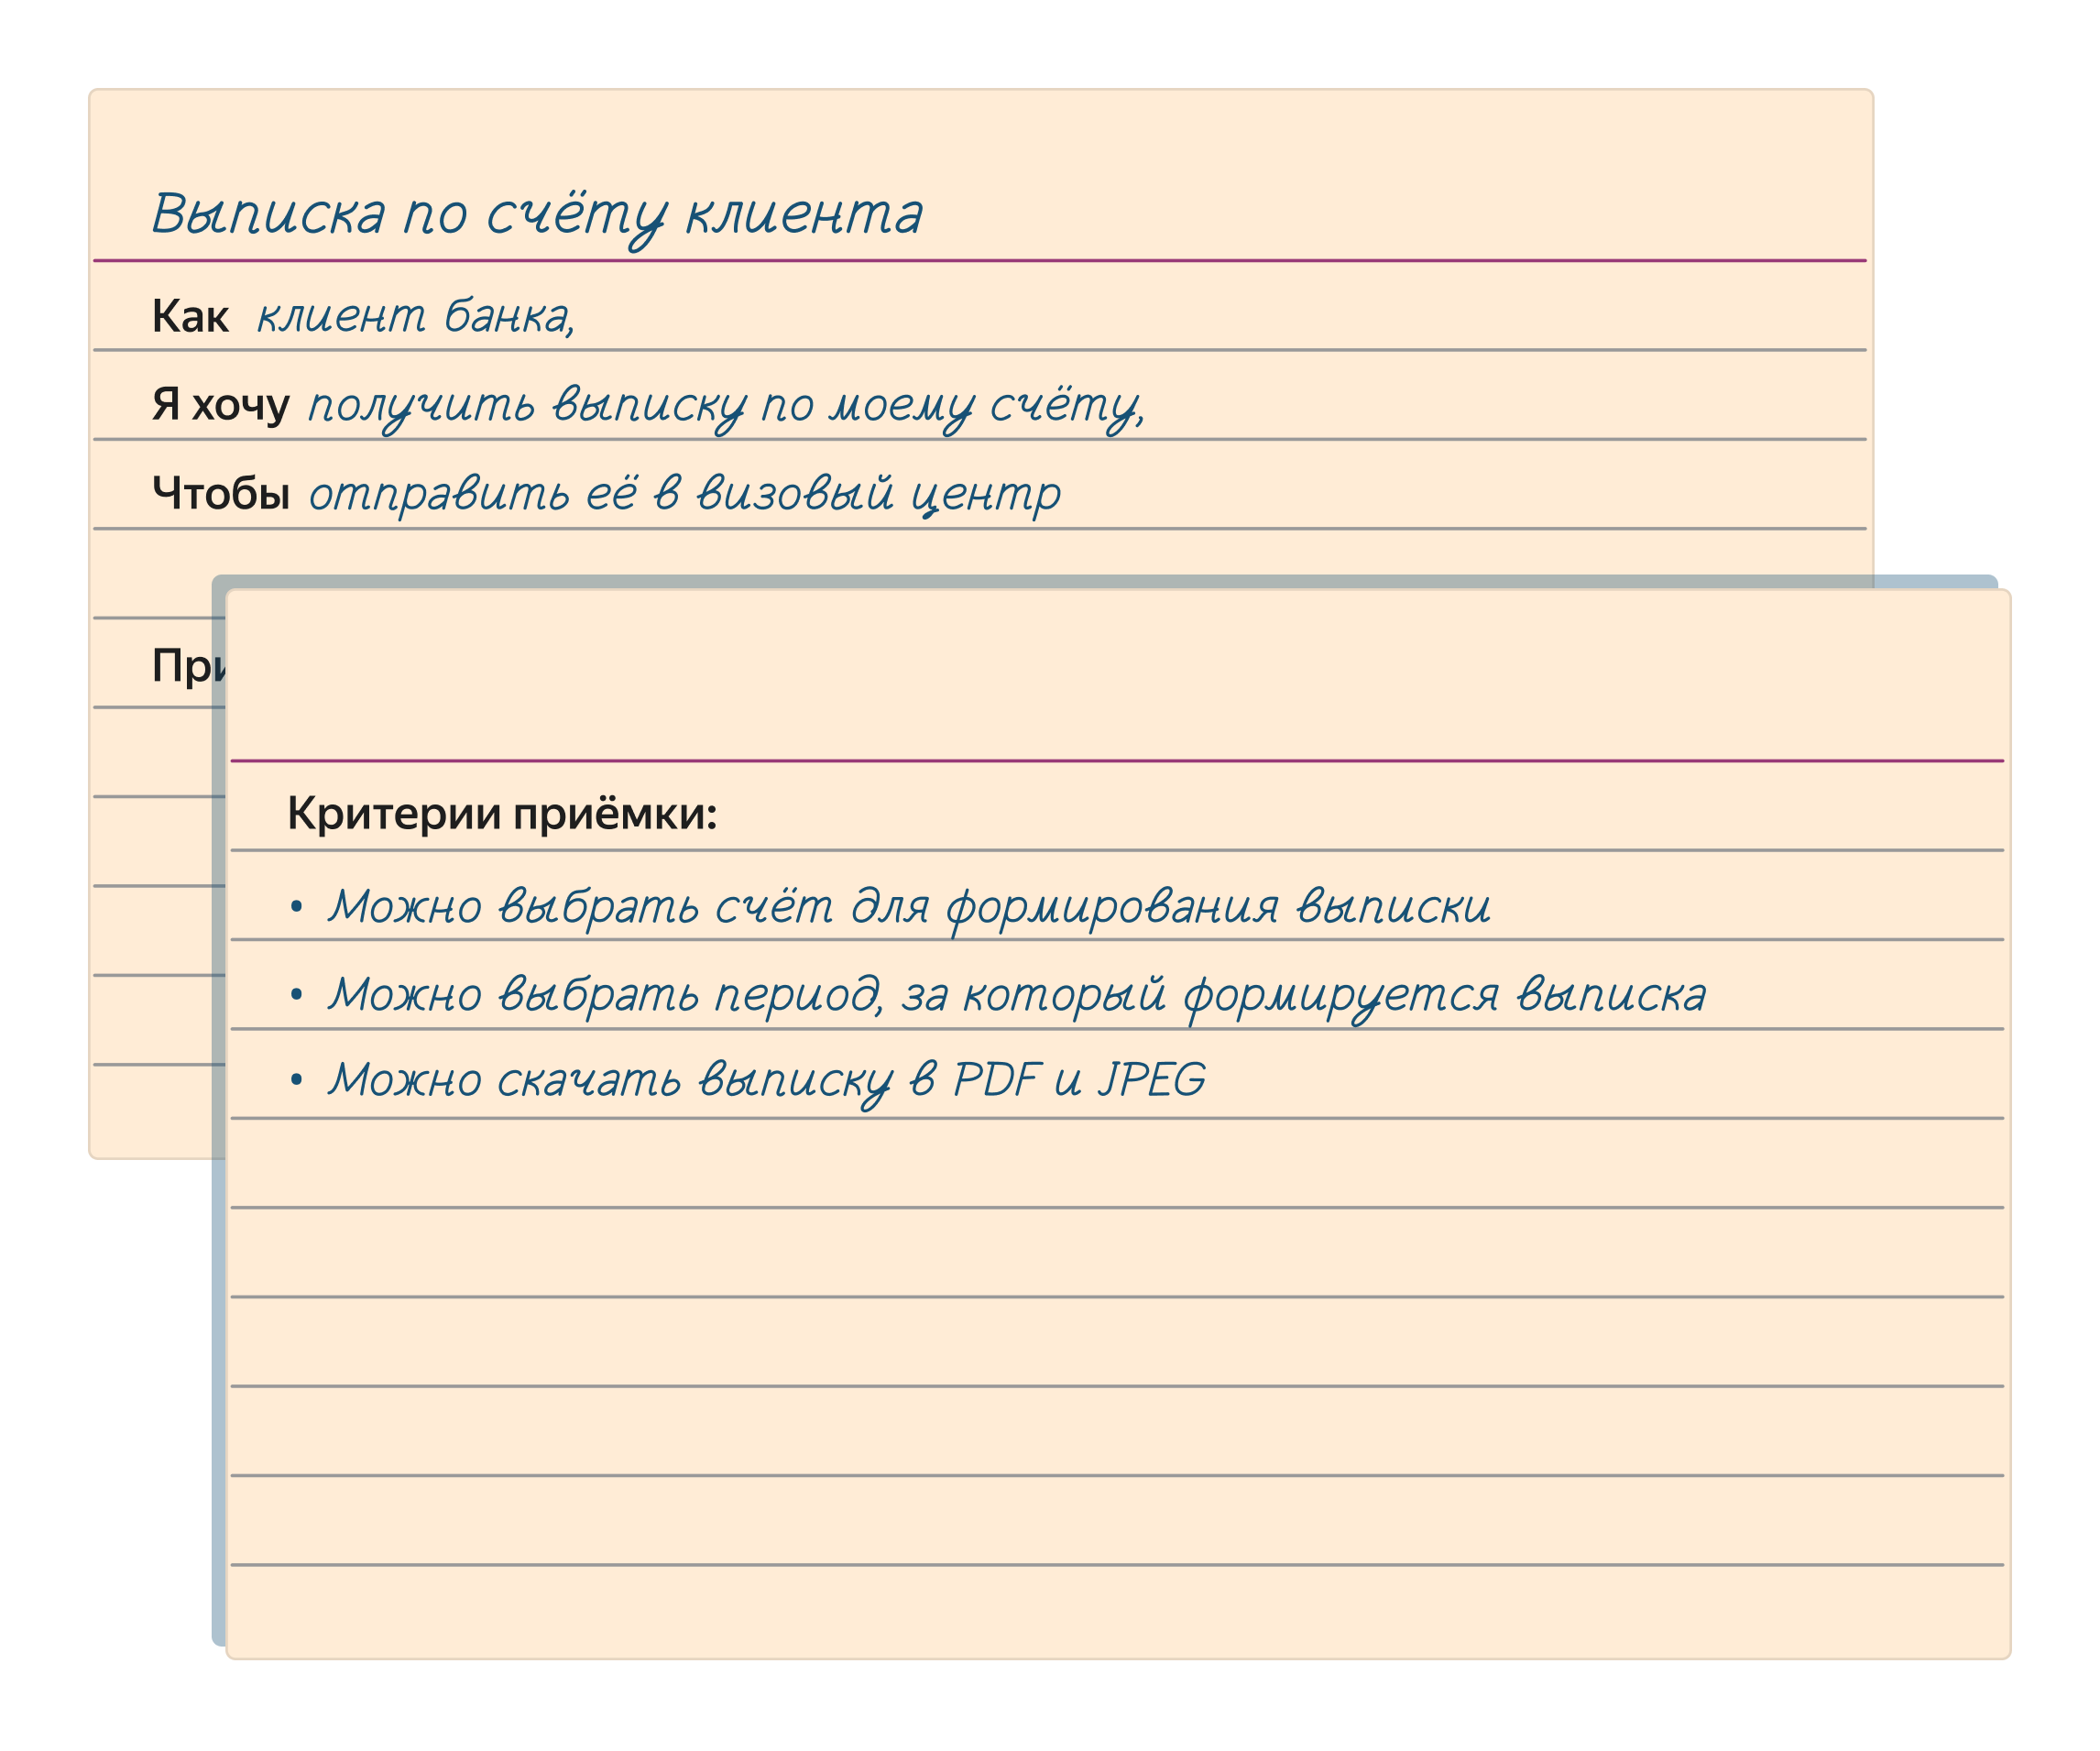 Выписка по счёту клиента
Как клиент банка,
Я хочу получить выписку по моему счёту,
Чтобы отправить её в визовый центр
Критерии приёмки:
• Можно выбрать счёт для формирования выписки
• Можно выбрать период, за который формируется выписка
• Можно скачать выписку в PDF и JPEG